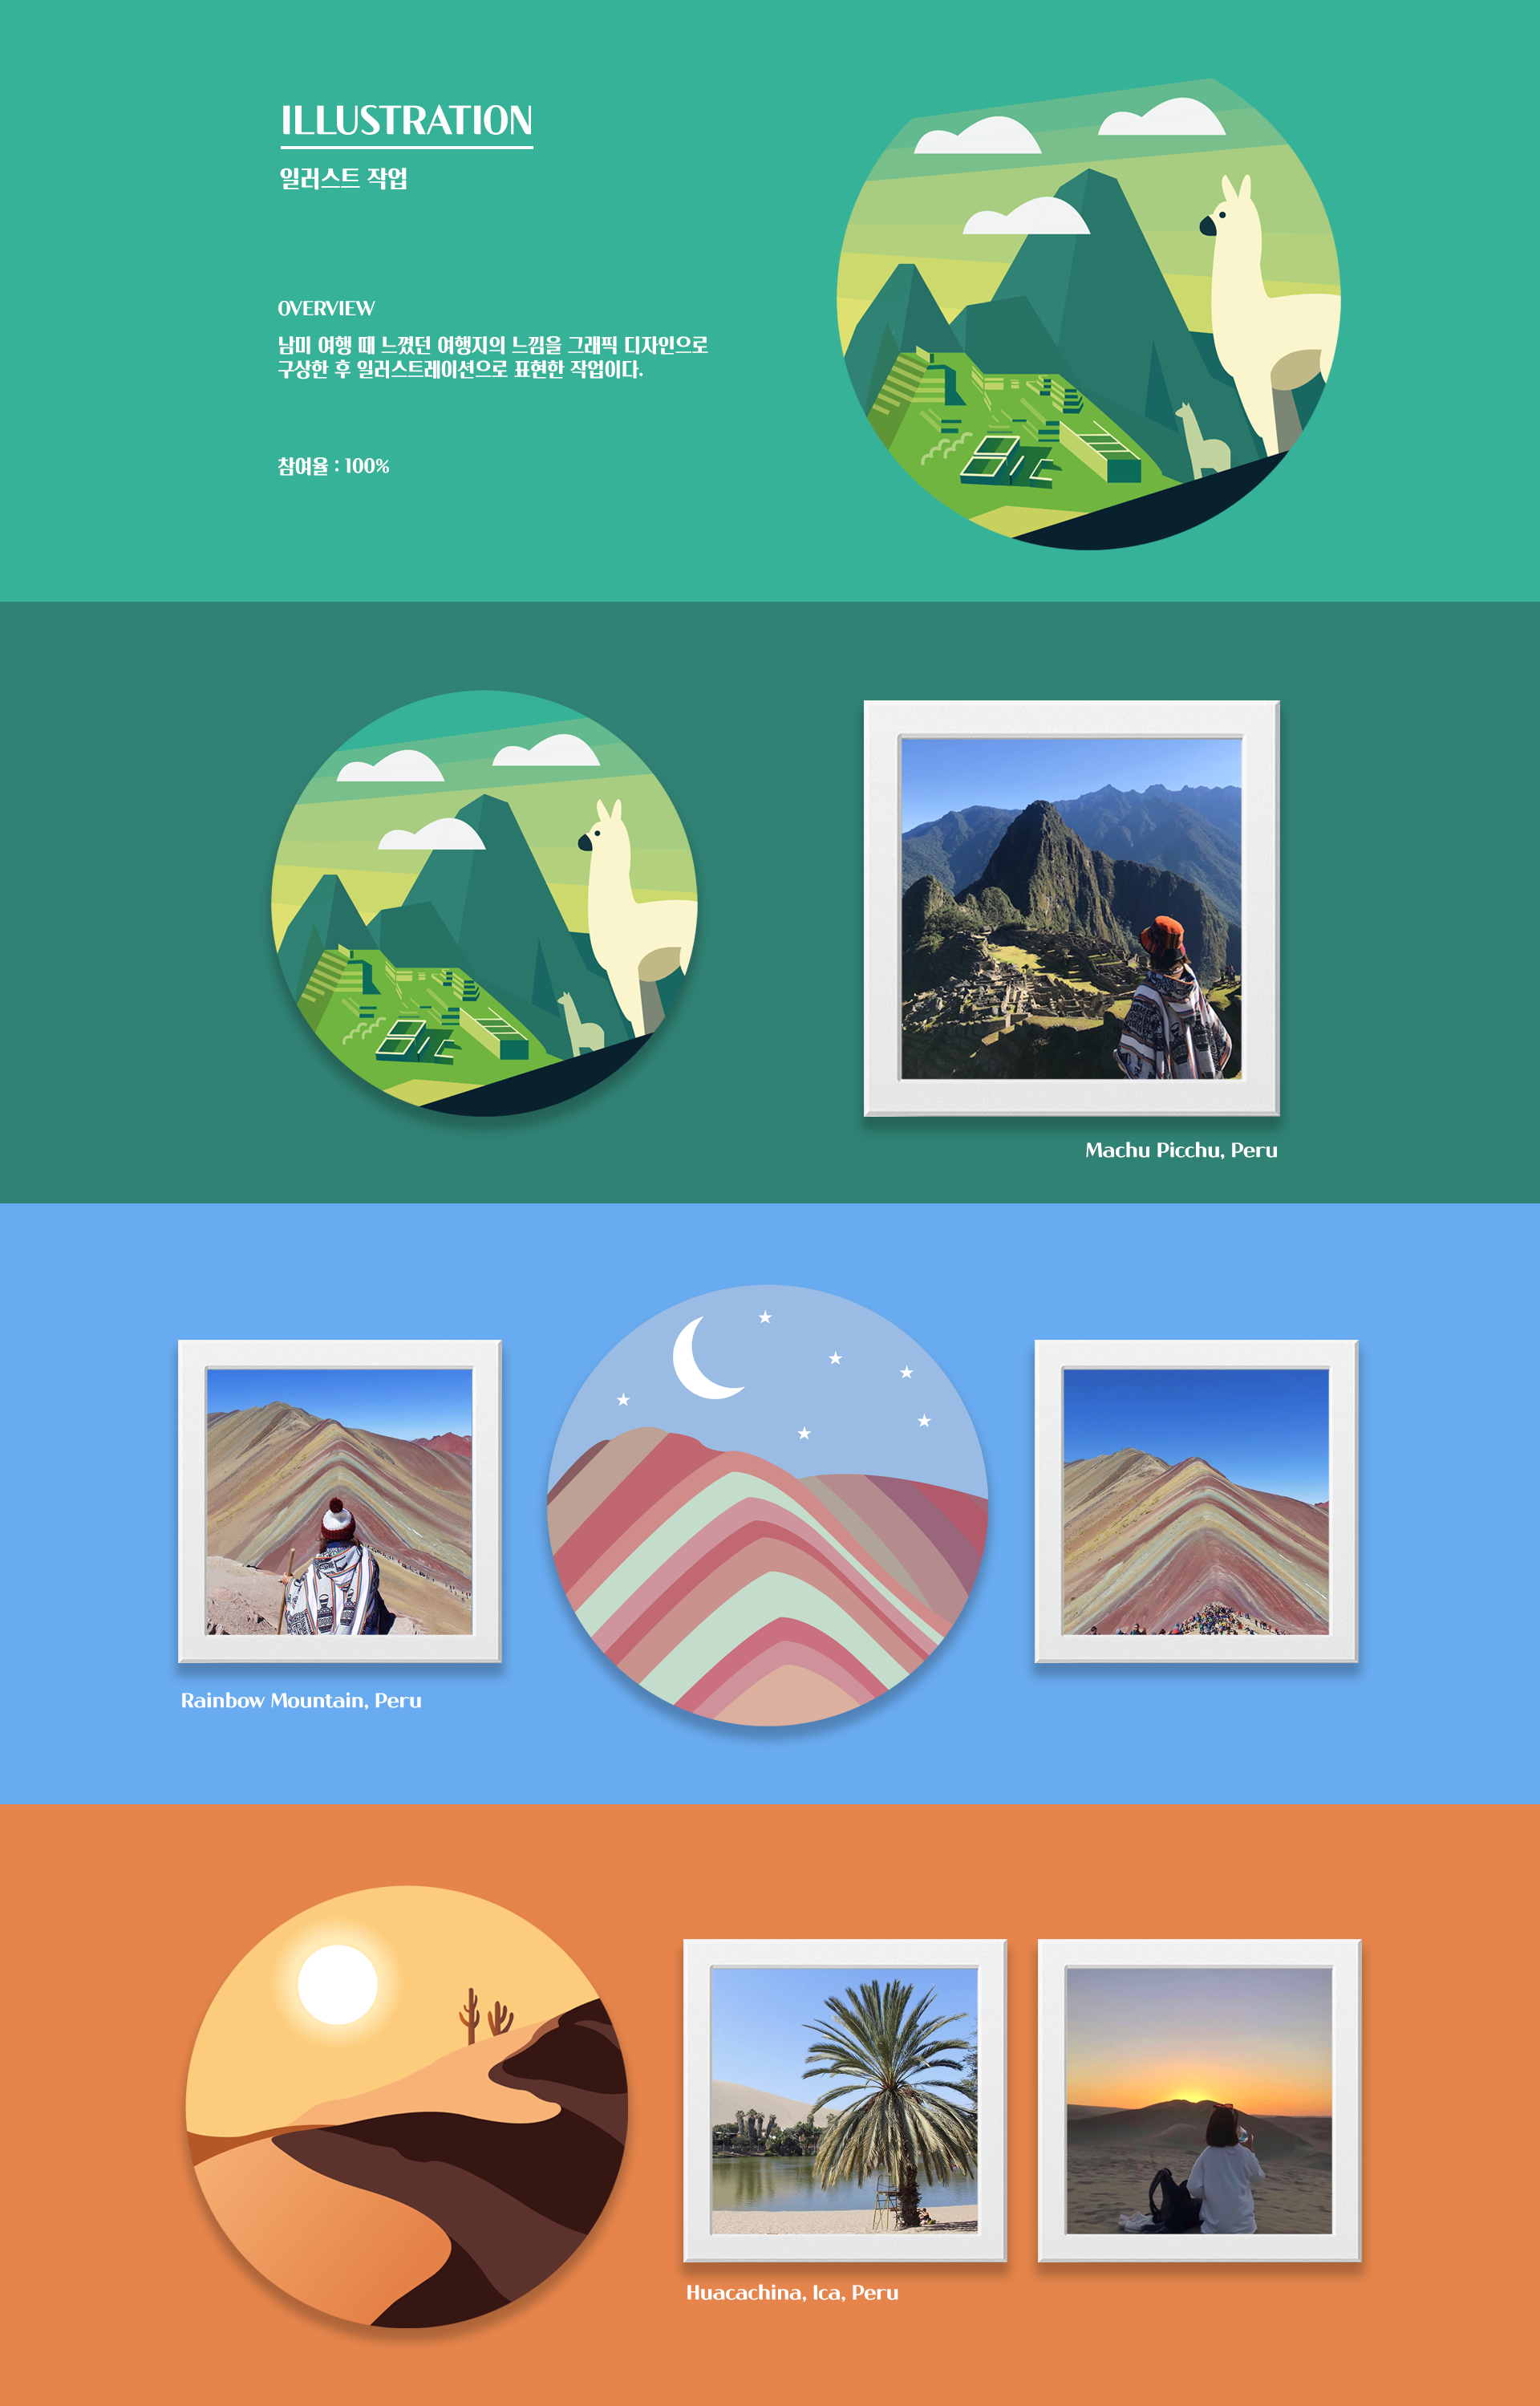 ILLUSTRATION
일러스트 작업
OVERVIEW
남미 여행 때 느꼈던 여행지의 느낌을 그래픽 디자인으로
구상한 후 일러스트레이션으로 표현한 작업이다.
참여율 : 100%
Machu Picchu, Peru
Rainbow Mountain, Peru
Huacachina, Ica, Peru